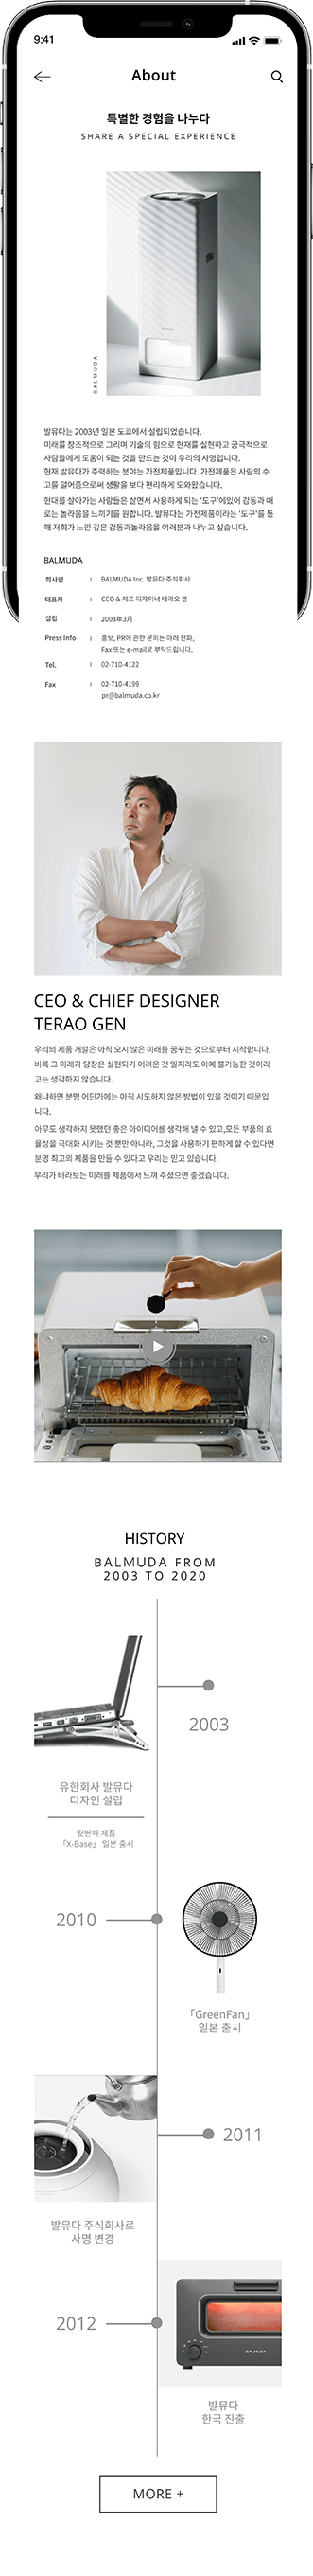 9:41
About
특별한 경험을 나누다
SHARE A SPECIAL EXPERIENCE
BALMUDA
발뮤다는 2003년 일본 도쿄에서 설립되었습니다.
미래를 창조적으로 그리며 기술의 힘으로 현재를 실현하고 궁극적으로
사람들에게 도움이 되는 것을 만드는 것이 우리의 사명입니다.
현재 발뮤다가 주력하는 분야는 가전제품입니다. 가전제품은 사람의 수
고를 덜어줌으로써 생활을 보다 편리하게 도와왔습니다.
현대를 살아가는 사람들은 살면서 사용하게 되는 '도구'에있어 감동과 때
로는 놀라움을 느끼기를 원합니다. 발뮤다는 가전제품이라는 '도구'를 통
해 저희가 느낀 깊은 감동과놀라움을 여러분과 나누고 싶습니다.
BALMUDA
회사명 BALMUDA Inc. 발뮤다 주식회사
대표자 CEO & 치프 디자이너 테라오 겐
설립 2003年3月
Press Info 홍보, PR에 관한 문의는 아래 전화,
Fax 또는 e-mail로 부탁드립니다.
Tel. 02-710-4122
Fax 02-710-4199
pr@balmuda.co.kr
CEO & CHIEF DESIGNER
TERAO GEN
우리의 제품 개발은 아직 오지 않은 미래를 꿈꾸는 것으로부터 시작합니다.
비록 그 미래가 당장은 실현되기 어려운 것 일지라도 아예 불가능한 것이라
고는 생각하지 않습니다.
왜냐하면 분명 어딘가에는 아직 시도하지 않은 방법이 있을 것이기 때문입
니다.
아무도 생각하지 못했던 좋은 아이디어를 생각해 낼 수 있고,모든 부품의 효
율성을 극대화 시키는 것 뿐만 아니라, 그것을 사용하기 편하게 할 수 있다면
분명 최고의 제품을 만들 수 있다고 우리는 믿고 있습니다.
우리가 바라보는 미래를 제품에서 느껴 주셨으면 좋겠습니다.
HISTORY
BALMUDA FROM
2003 TO 2020
2003
유한회사 발뮤다
디자인 설립
첫번째 제품
「X-Base」 일본 출시
2010
「GreenFan」
일본 출시
2011
발뮤다 주식회사로
사명 변경
2012
BALMUDA
발뮤다
한국 진출
MORE +